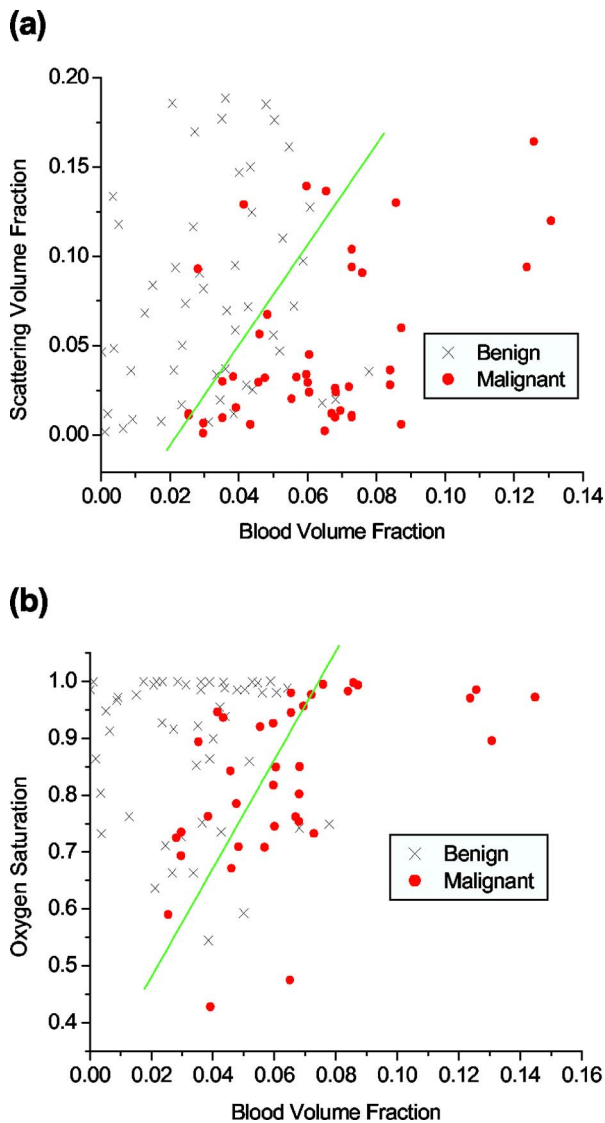 (a)
0.20
0.15
0.10
0.05
0.00
Scattering Volume Fraction
Benign
Malignant
0.00 0.02 0.04 0.06 0.08 0.10 0.12 0.14
Blood Volume Fraction
(b)
1.0
0.9
0.8
0.7
0.6
0.5
0.4
Oxygen Saturation
Benign
Malignant
0.00 0.02 0.04 0.06 0.08 0.10 0.12 0.14 0.16
Blood Volume Fraction